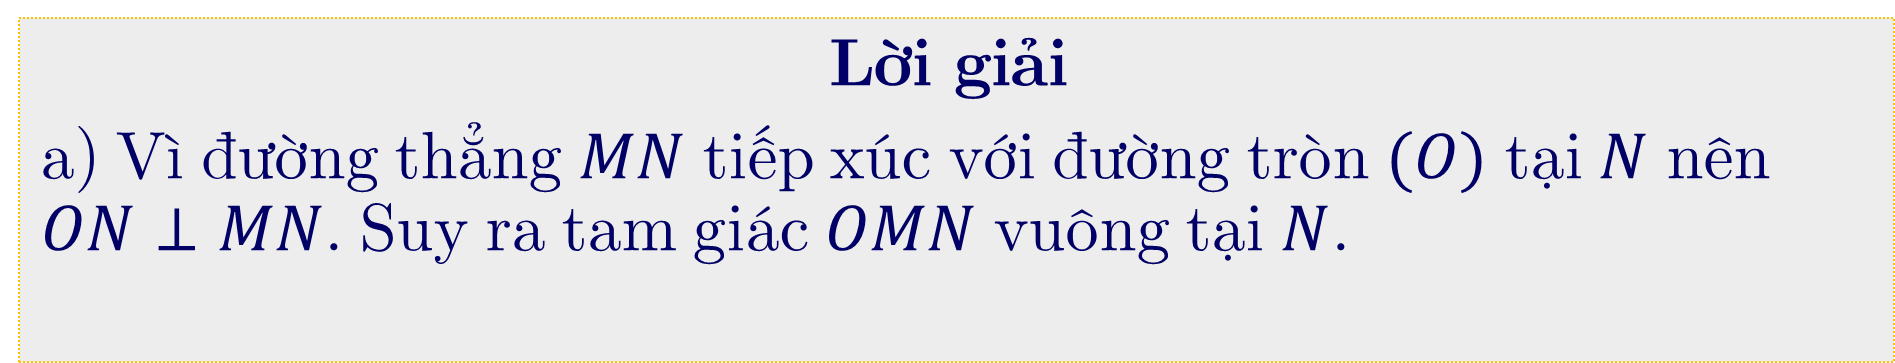 Lời giải
a) Vì đường thẳng MN tiếp xúc với đường tròn (O) tại N nên
ON ⊥ MN. Suy ra tam giác OMN vuông tại N.